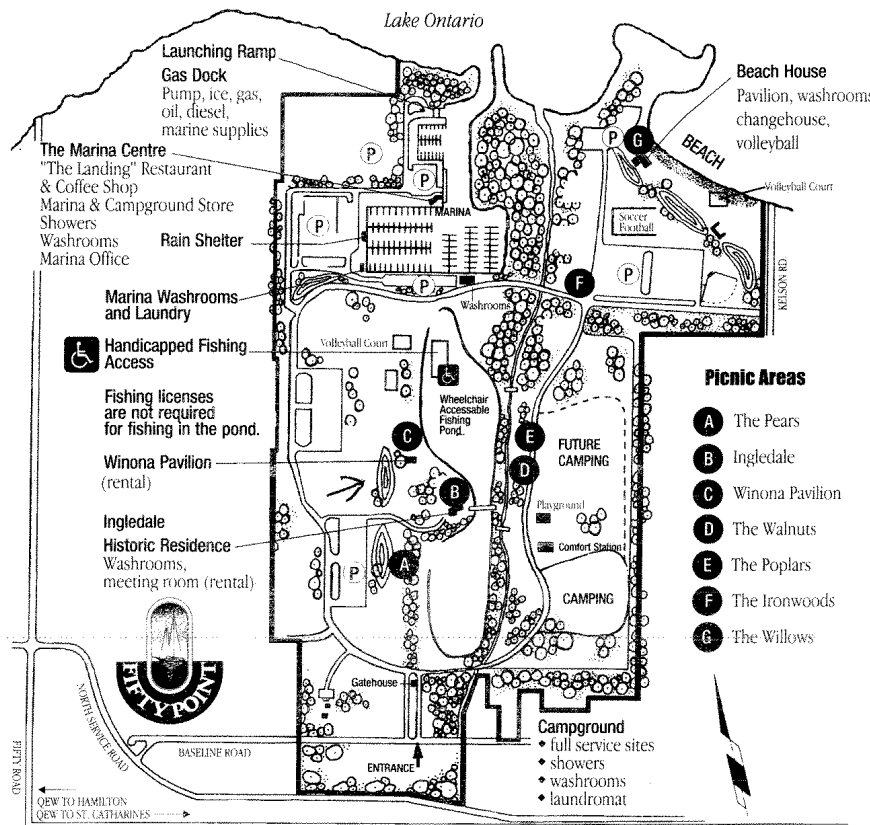 Lake Ontario
Launching Ramp
Gas Dock
Pump, ice, gas,
oil, diesel,
marine supplies
The Marina Centre
"The Landing" Restaurant
& Coffee Shop
Marina & Campground Store
Showers
Washrooms
Marina Office
Rain Shelter
Marina Washrooms
and Laundry
Handicapped Fishing
Access
Fishing licenses
are not required
for fishing in the pond.
Winona Pavilion
(rental)
Ingledale
Historic Residence
Washrooms,
meeting room (rental)
FIFTY POINT
Beach House
Pavilion, washrooms
changehouse,
volleyball
BEACH
Volleyball Court
Soccer
Football
KELSON RD
P
P
P
P
P
P
P
MARINA
Washrooms
Volleyball Court
Wheelchair
Accessable
Fishing
Pond
G
F
E
D
C
B
A
FUTURE
CAMPING
Playground
Comfort Station
CAMPING
Picnic Areas
A The Pears
B Ingledale
C Winona Pavilion
D The Walnuts
E The Poplars
F The Ironwoods
G The Willows
Gatehouse
ENTRANCE
Campground
full service sites
showers
washrooms
laundromat
FIFTY ROAD
NORTH SERVICE ROAD
BASELINE ROAD
QEW TO HAMILTON
QEW TO ST. CATHARINES